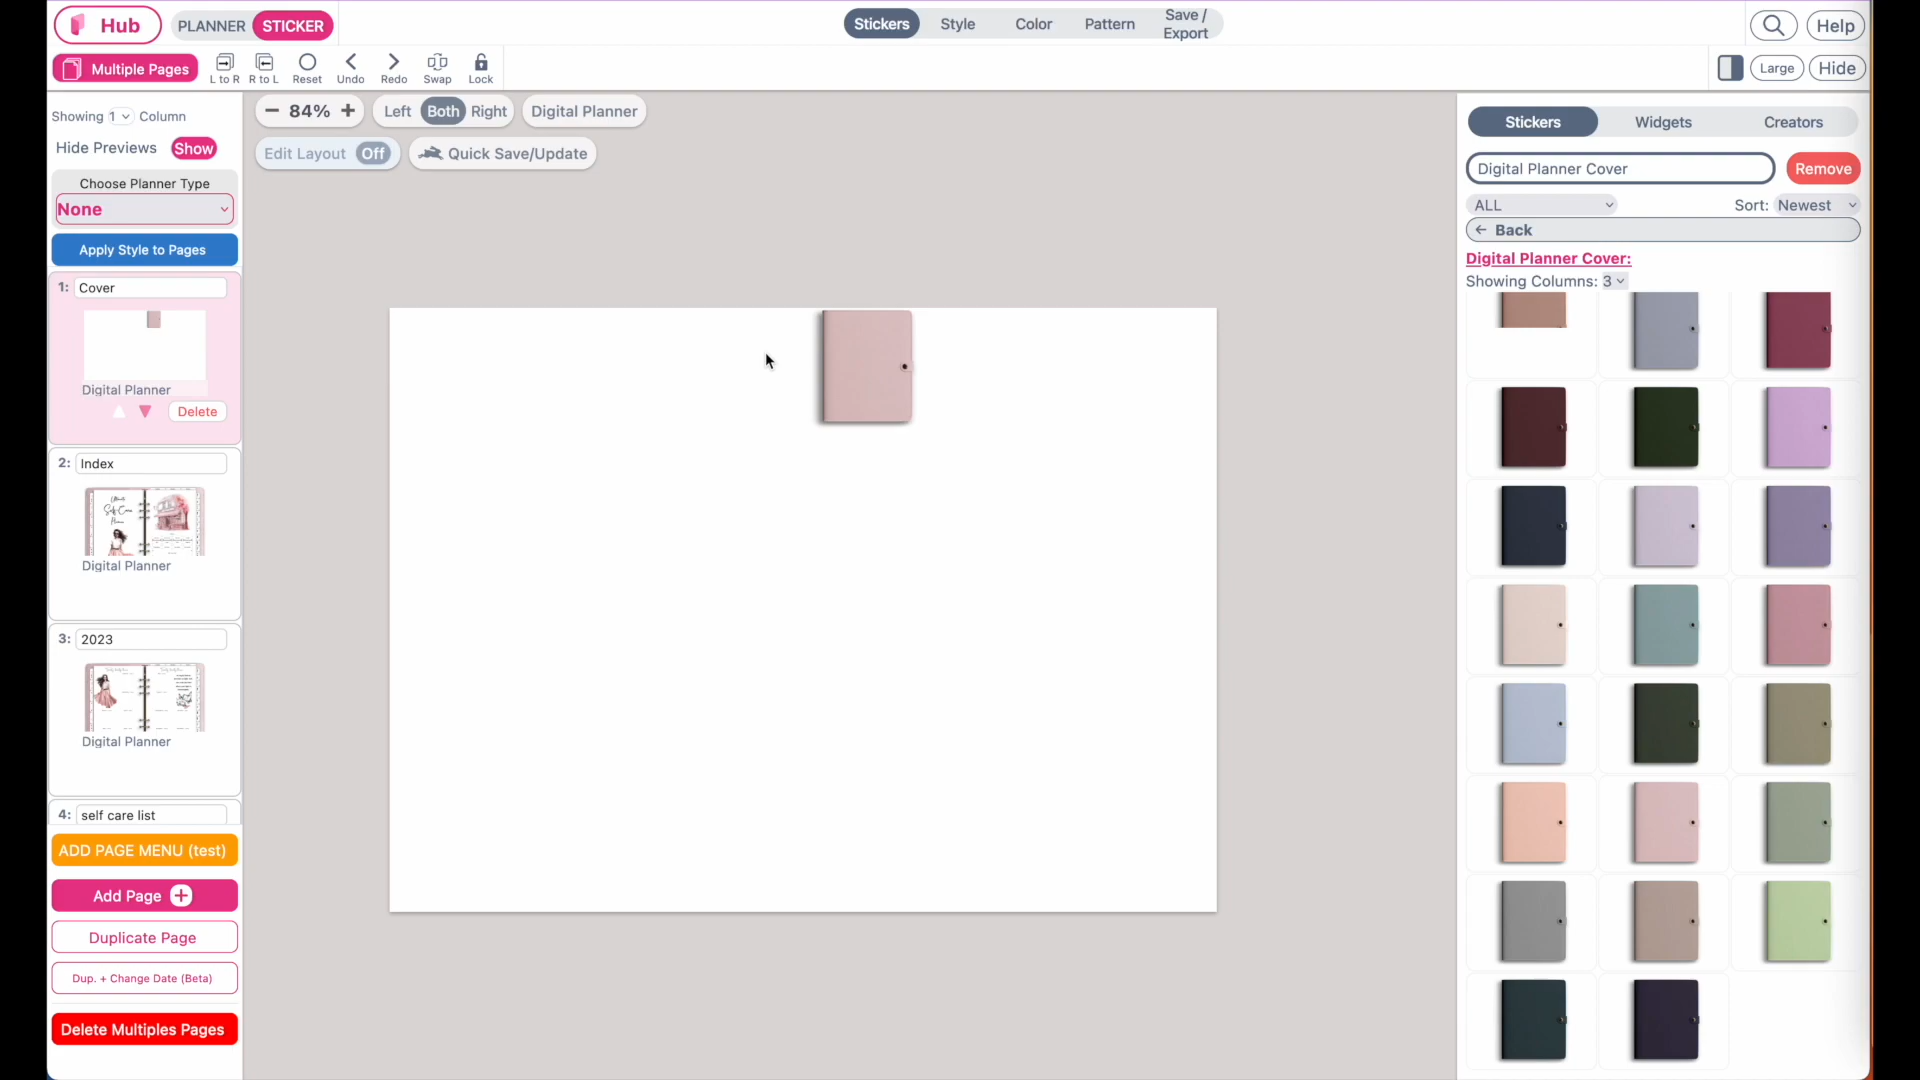 Hub
PLANNER STICKER
Stickers Style Color Pattern Save / Export
Help
Multiple Pages
L to R R to L Reset Undo Redo Swap Lock
Large Hide
Showing 1 Column
Hide Previews Show
Choose Planner Type
None
Apply Style to Pages
1: Cover
Digital Planner
Delete
2: Index
Self-Care
Digital Planner
3: 2023
Digital Planner
4: self care list
ADD PAGE MENU (test)
Add Page
Duplicate Page
Dup. + Change Date (Beta)
Delete Multiples Pages
84%
Left Both Right
Digital Planner
Edit Layout Off
Quick Save/Update
Stickers Widgets Creators
Digital Planner Cover Remove
ALL Sort: Newest
Back
Digital Planner Cover:
Showing Columns: 3